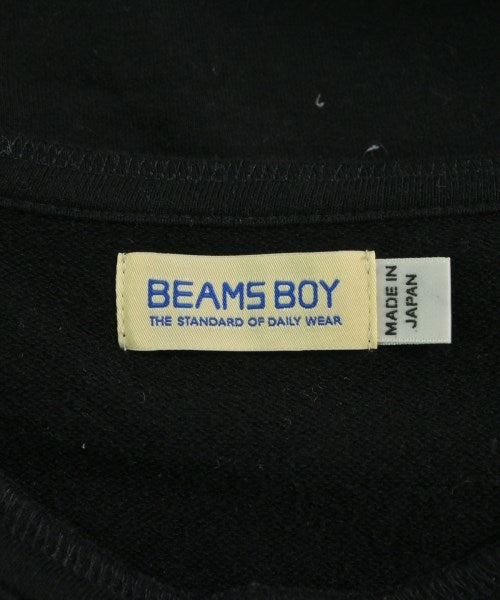 BEAMS BOY
THE STANDARD OF DAILY WEAR
MADE IN
JAPAN